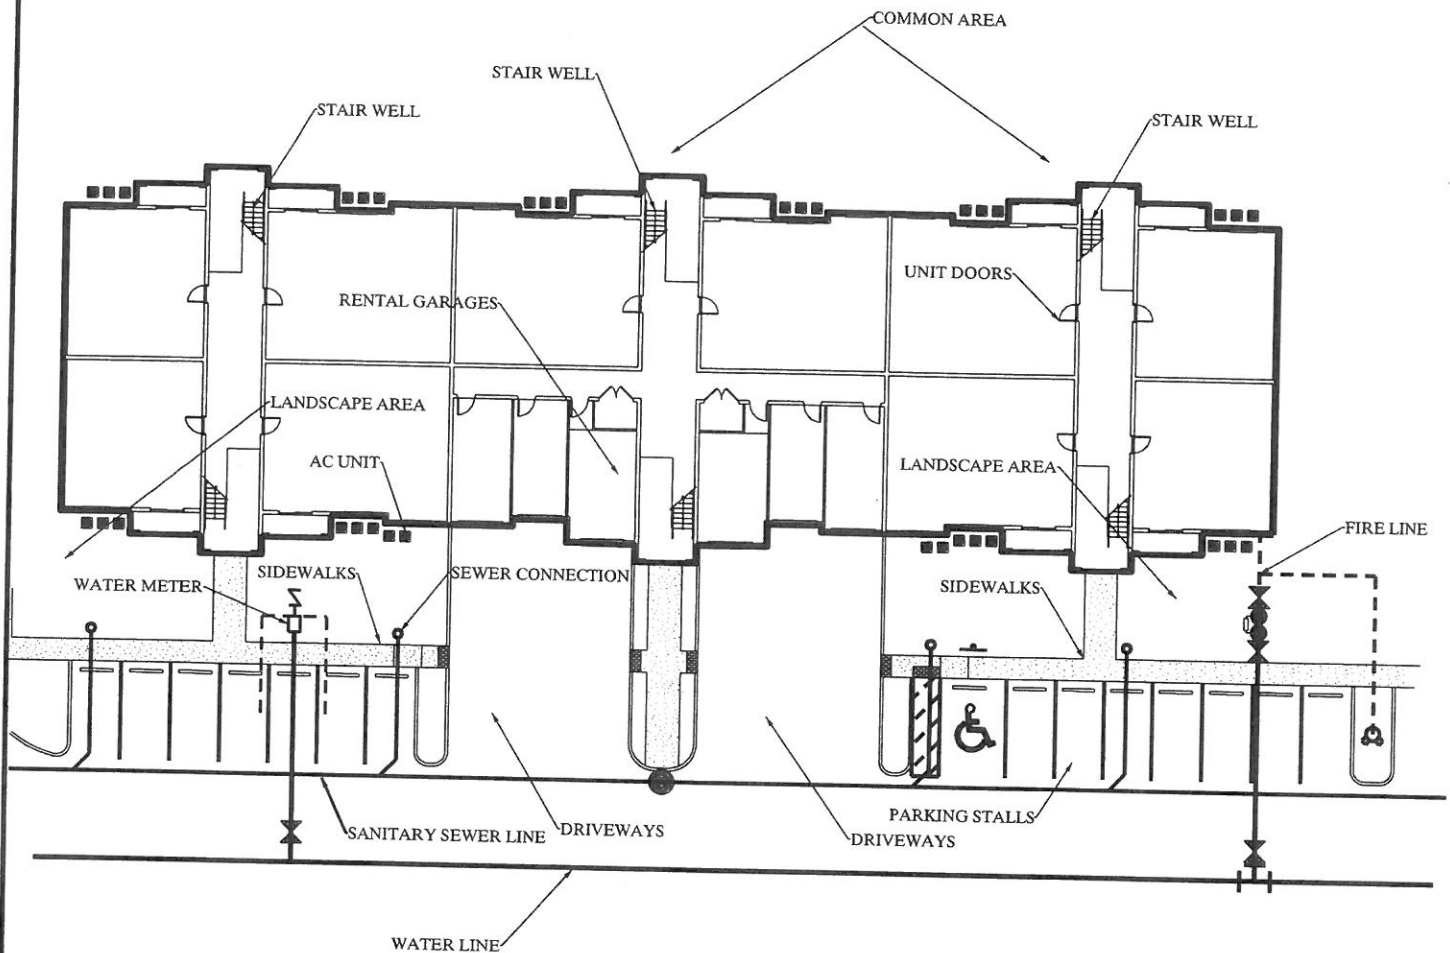 COMMON AREA
STAIR WELL
STAIR WELL
STAIR WELL
UNIT DOORS
RENTAL GARAGES
LANDSCAPE AREA
AC UNIT
LANDSCAPE AREA
FIRE LINE
WATER METER
SIDEWALKS
SEWER CONNECTION
SIDEWALKS
SANITARY SEWER LINE
DRIVEWAYS
PARKING STALLS
DRIVEWAYS
WATER LINE